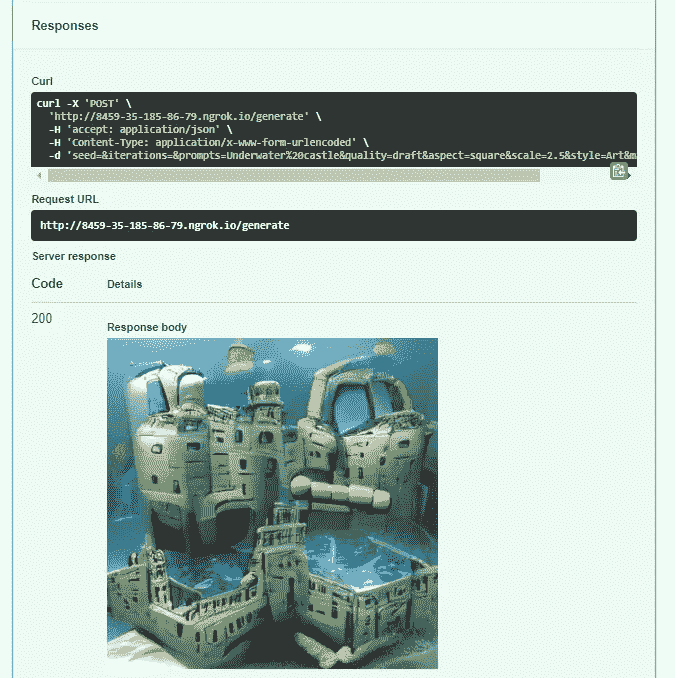 Responses
Curl
curl -X 'POST' \
'http://8459-35-185-86-79.ngrok.io/generate' \
-H 'accept: application/json' \
-H 'Content-Type: application/x-www-form-urlencoded' \
-d 'seed=&iterations=&prompts=Underwater%20castle&quality=draft&aspect=square&scale=2.5&style=Art&m
Request URL
http://8459-35-185-86-79.ngrok.io/generate
Server response
Code Details
200
Response body